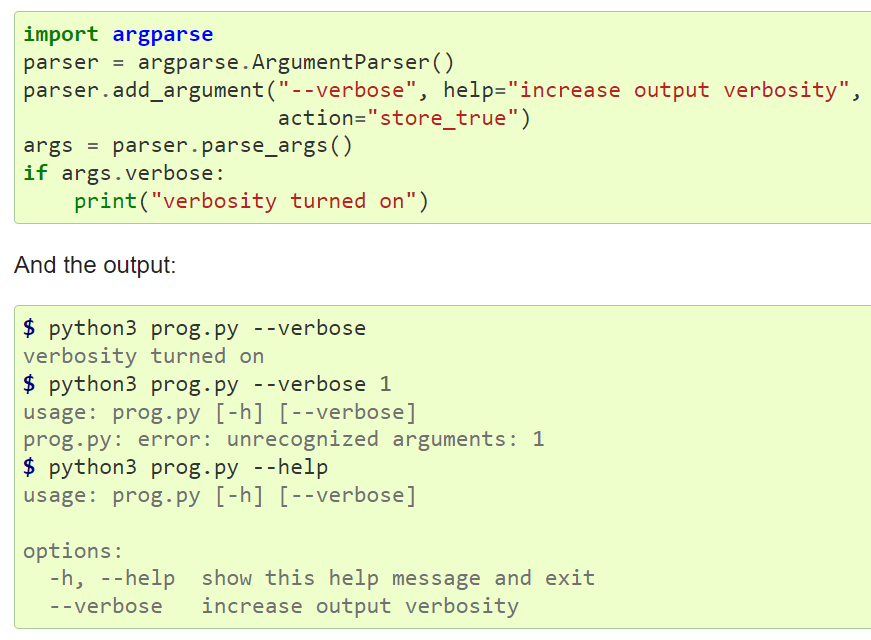 import argparse
parser = argparse.ArgumentParser()
parser.add_argument("--verbose", help="increase output verbosity",
                    action="store_true")
args = parser.parse_args()
if args.verbose:
    print("verbosity turned on")
And the output:
$ python3 prog.py --verbose
verbosity turned on
$ python3 prog.py --verbose 1
usage: prog.py [-h] [--verbose]
prog.py: error: unrecognized arguments: 1
$ python3 prog.py --help
usage: prog.py [-h] [--verbose]
options:
  -h, --help  show this help message and exit
  --verbose   increase output verbosity